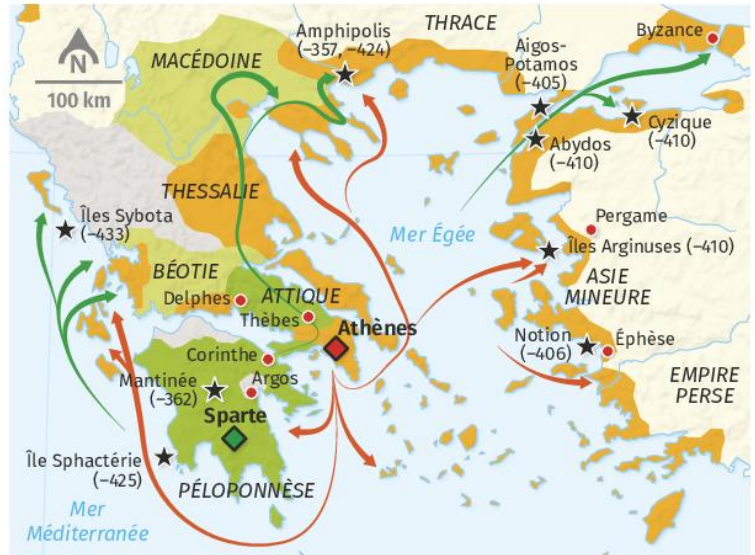 THRACE
Amphipolis
(–357, –424)
Byzance
Aigos-
Potamos
(–405)
MACÉDOINE
N
100 km
Cyzique
(–410)
Abydos
(–410)
THESSALIE
Îles Sybota
(–433)
Mer Égée
Pergame
Îles Arginuses (–410)
ASIE
MINEURE
BÉOTIE
Delphes
ATTIQUE
Thèbes
Athènes
Notion
(–406)
Éphèse
Corinthe
Mantinée
(–362)
Argos
EMPIRE
PERSE
Sparte
Île Sphactérie
(–425)
PÉLOPONNÈSE
Mer
Méditerranée